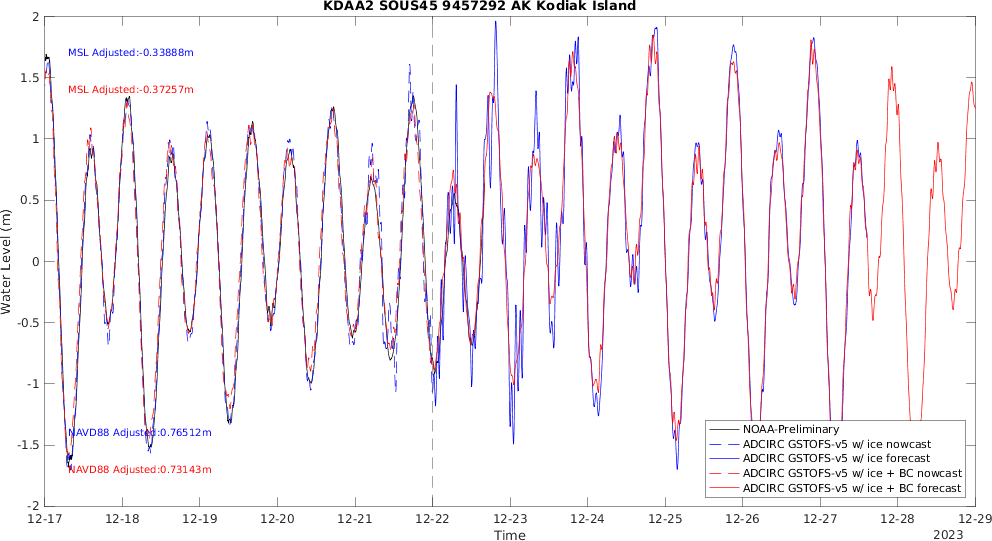 KDAA2 SOUS45 9457292 AK Kodiak Island
2
1.5
1
0.5
0
-0.5
-1
-1.5
-2
Water Level (m)
MSL Adjusted:-0.33888m
MSL Adjusted:-0.37257m
NAVD88 Adjusted:0.76512m
NAVD88 Adjusted:0.73143m
NOAA-Preliminary
ADCIRC GSTOFS-v5 w/ ice nowcast
ADCIRC GSTOFS-v5 w/ ice forecast
ADCIRC GSTOFS-v5 w/ ice + BC nowcast
ADCIRC GSTOFS-v5 w/ ice + BC forecast
12-17 12-18 12-19 12-20 12-21 12-22 12-23 12-24 12-25 12-26 12-27 12-28 12-29
Time
2023